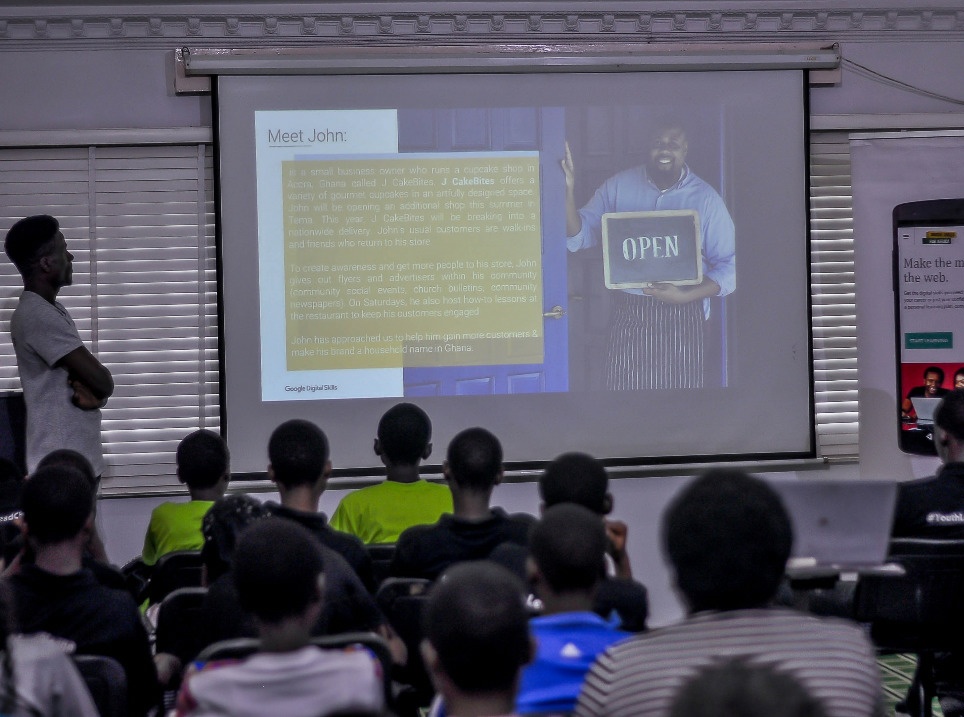 Meet John:
Is a small business owner who runs a cupcake shop in
Accra, Ghana called J CakeBites. J CakeBites offers a
variety of gourmet cupcakes to an artfully designed space.
John will be opening an additional shop this summer in
Tema. This year J CakeBites will be breaking into a
nationwide delivery. John's usual customers are walk-ins
and friends who return to his store.
To create awareness and get more people to his store, John
gives out flyers and advertisers within his community
(community social events, church bulletins, community
newspapers). On Saturdays, he also host how-to lessons at
the restaurant to keep his customers engaged
John has approached us to help him gain more customers &
make his brand a household name in Ghana.
Google Digital Skills
OPEN
Make the m
the web.
START LEARNING
#YouthL